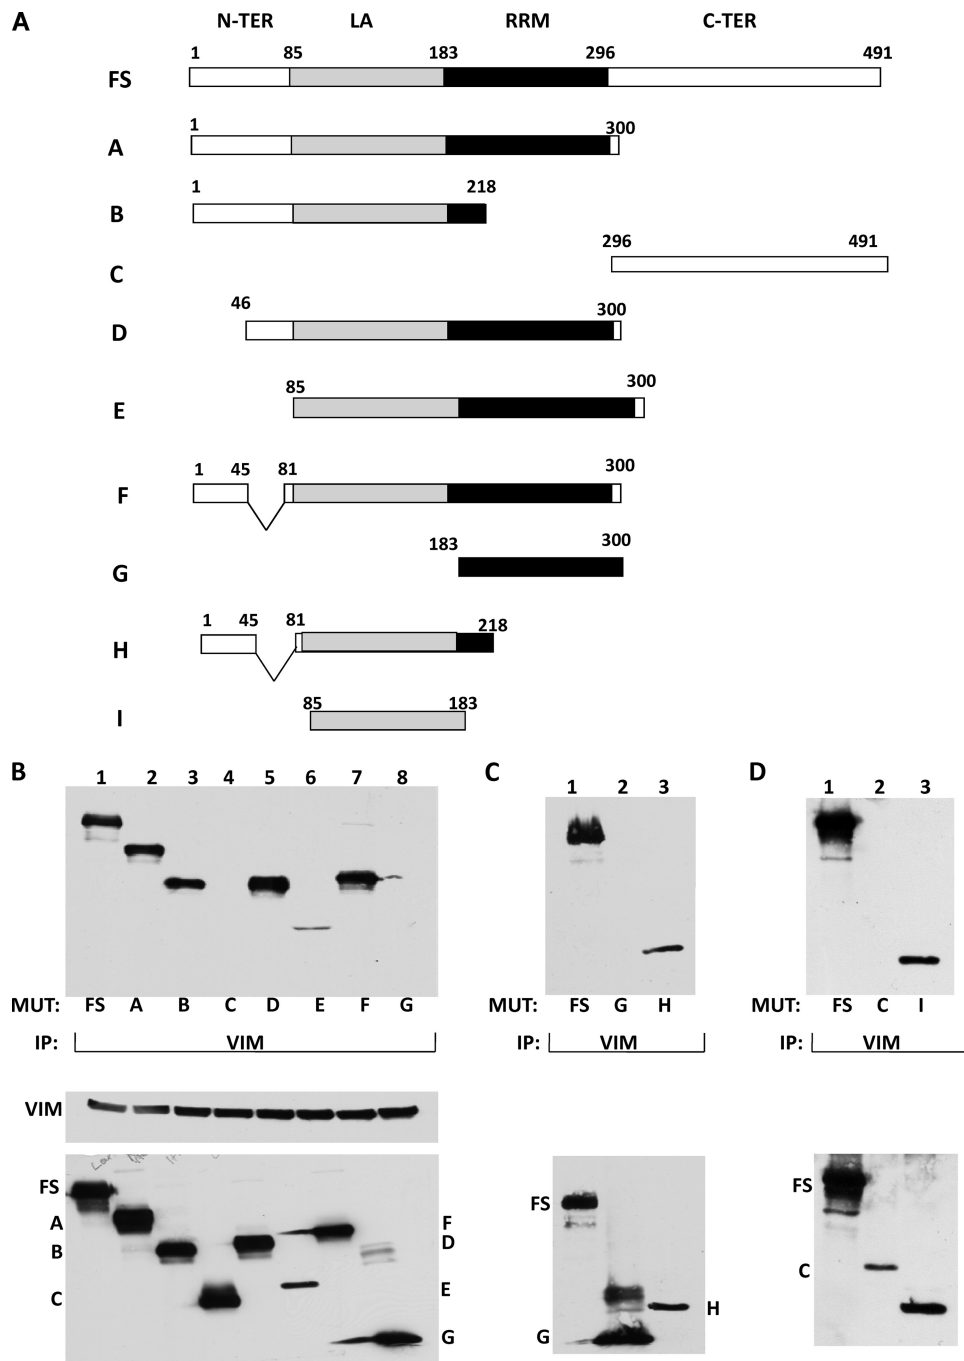 A N-TER LA RRM C-TER
1 85 183 296 491
FS
1 300
A
1 218
B
296 491
C
46 300
D
85 300
E
1 45 81 300
F
183 300
G
1 45 81 218
H
85 183
I
B
1 2 3 4 5 6 7 8
MUT: FS A B C D E F G
IP: VIM
VIM
FS
A
B
C
F
D
E
G
C
1 2 3
MUT: FS G H
IP: VIM
FS
G
H
D
1 2 3
MUT: FS C I
IP: VIM
FS
C